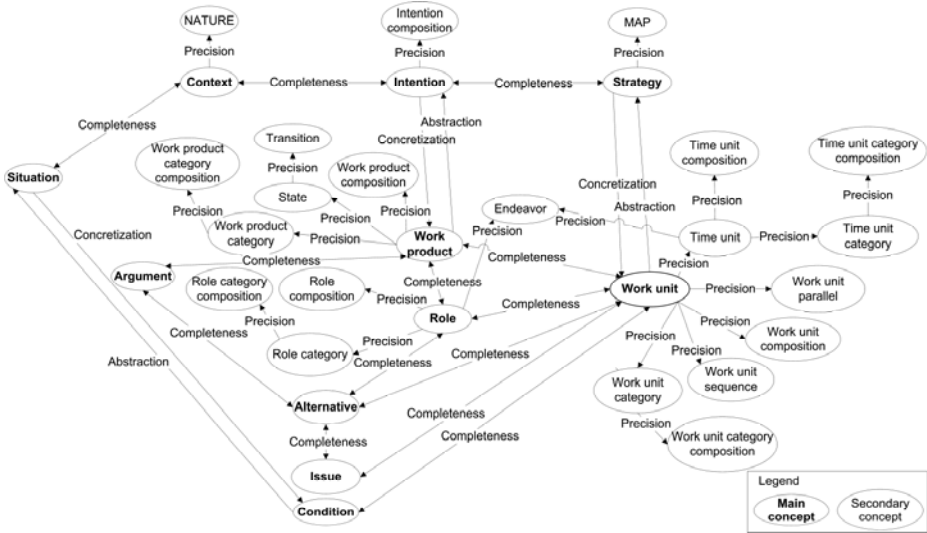 NATURE
Intention
composition
MAP
Precision
Precision
Precision
Context
Completeness
Intention
Completeness
Strategy
Completeness
Abstraction
Concretization
Transition
Work product
category
composition
Work product
composition
Time unit
composition
Time unit category
composition
Situation
Precision
State
Concretization
Precision
Precision
Precision
Precision
Precision
Endeavor
Abstraction
Precision
Work product
category
Precision
Work
product
Precision
Time unit
Precision
Time unit
category
Concretization
Completeness
Completeness
Precision
Argument
Role category
composition
Role
composition
Completeness
Work unit
Precision
Work unit
parallel
Precision
Precision
Role
Completeness
Precision
Work unit
composition
Completeness
Role category
Precision
Completeness
Completeness
Precision
Precision
Work unit
sequence
Abstraction
Work unit
category
Alternative
Completeness
Precision
Completeness
Completeness
Work unit category
composition
Issue
Condition
Legend
Main
concept
Secondary
concept